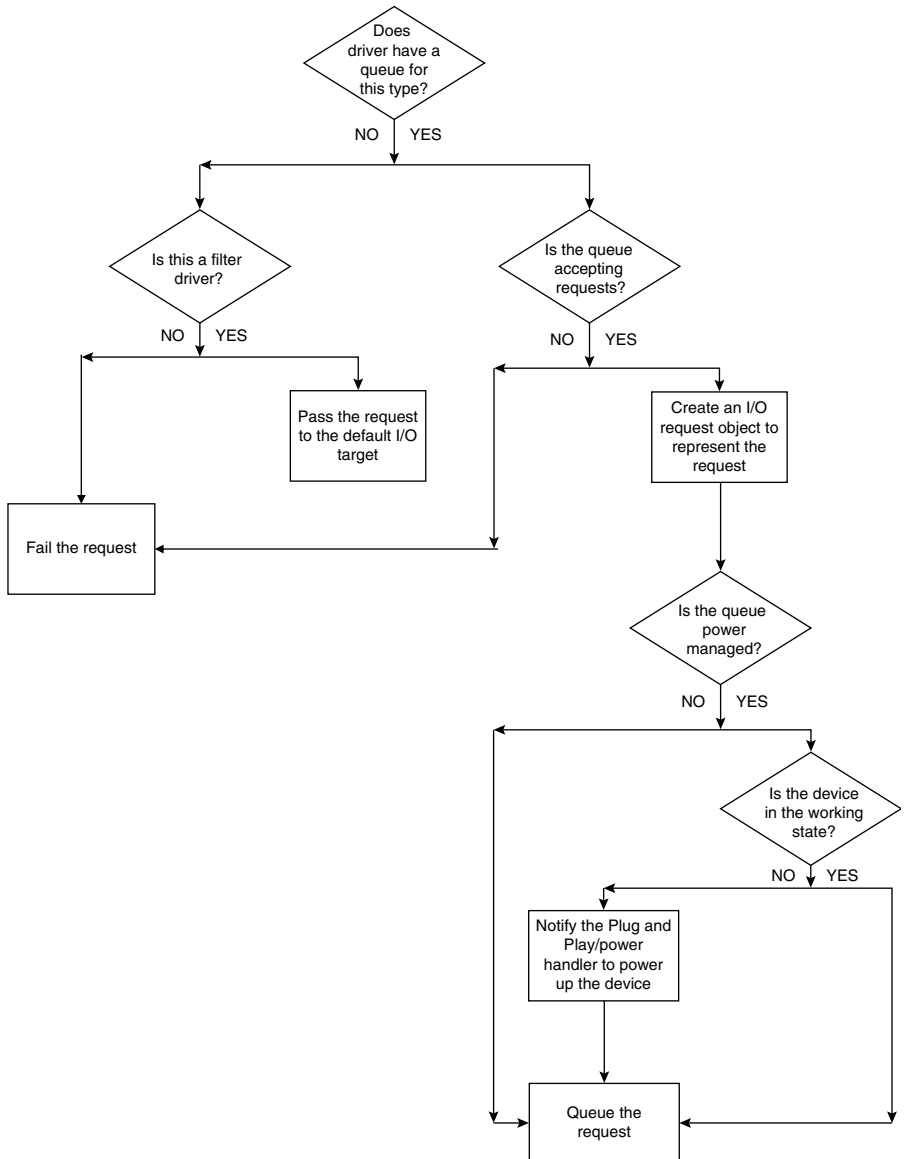 Does
driver have a
queue for
this type?
NO YES
Is this a filter
driver?
Is the queue
accepting
requests?
NO YES
NO YES
Pass the request
to the default I/O
target
Create an I/O
request object to
represent the
request
Fail the request
Is the queue
power
managed?
NO YES
Is the device
in the working
state?
NO YES
Notify the Plug and
Play/power
handler to power
up the device
Queue the
request